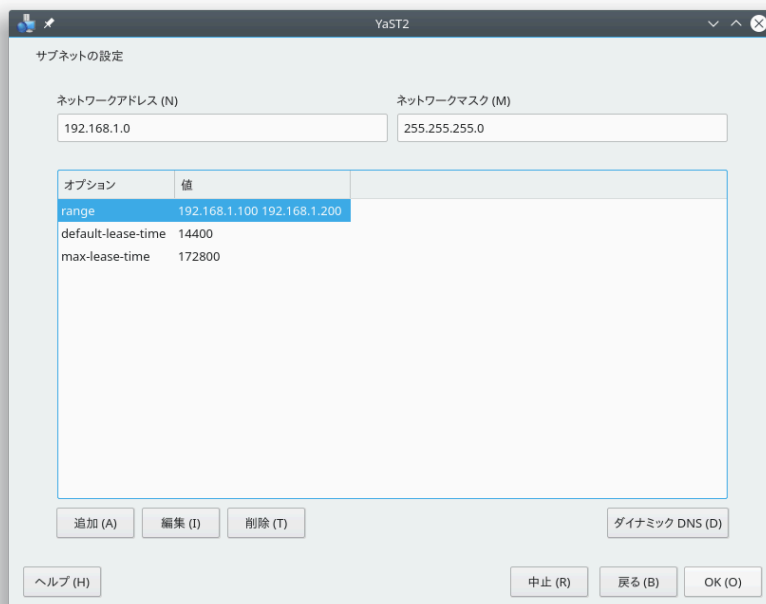 YaST2
サブネットの設定
ネットワークアドレス (N) ネットワークマスク (M)
192.168.1.0 255.255.255.0
オプション 値
range 192.168.1.100 192.168.1.200
default-lease-time 14400
max-lease-time 172800
追加 (A) 編集 (I) 削除 (T) ダイナミック DNS (D)
ヘルプ (H) 中止 (R) 戻る (B) OK (O)